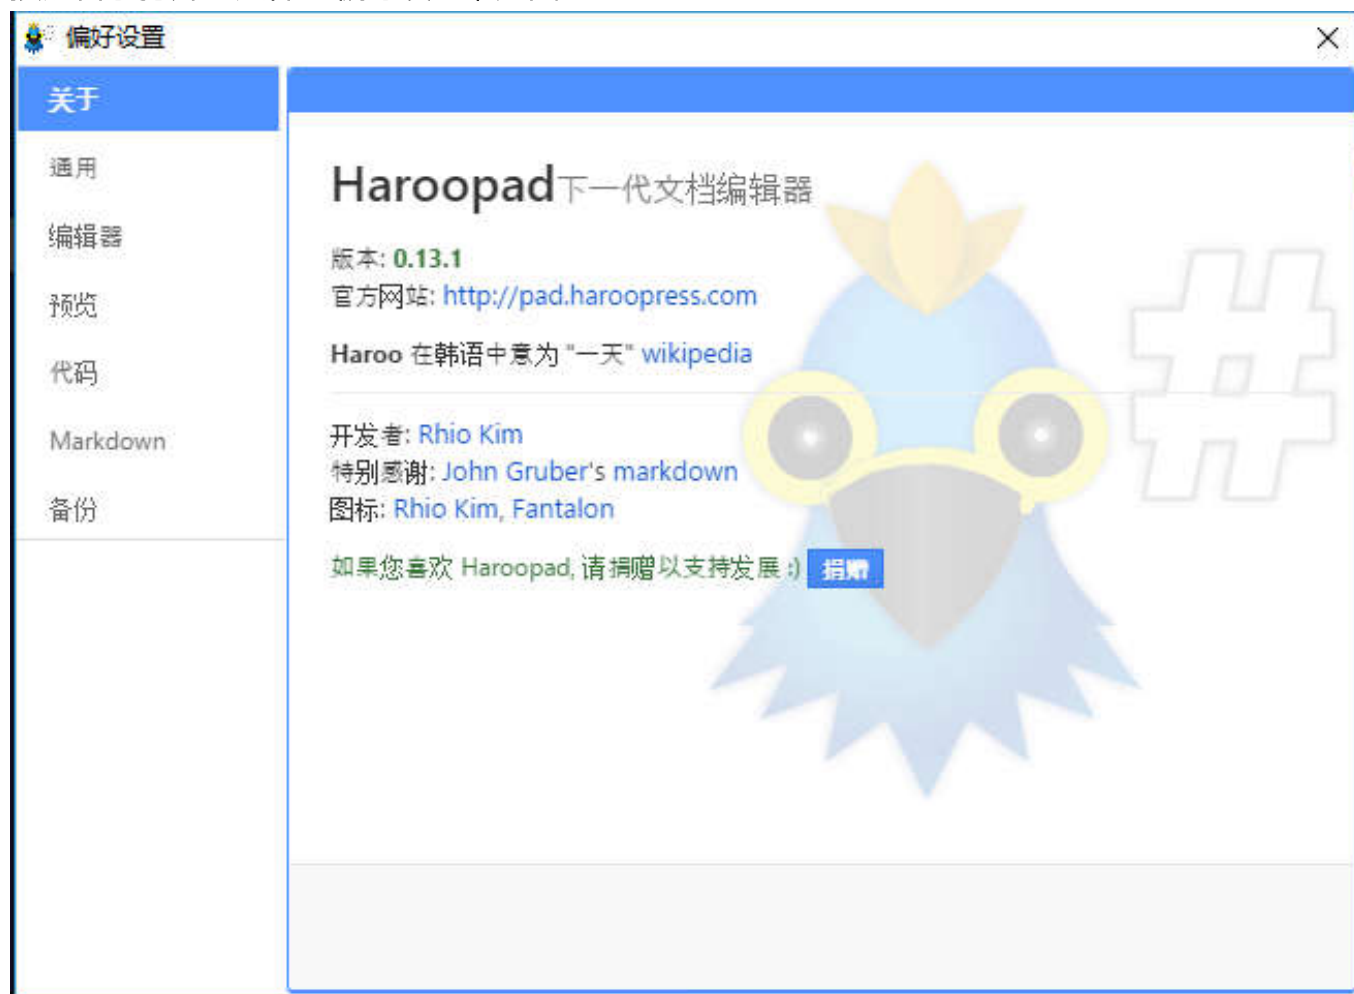 偏好设置
关于
通用
编辑器
预览
代码
Markdown
备份
Haroopad下一代文档编辑器
版本: 0.13.1
官方网站: http://pad.haroopress.com
Haroo 在韩语中意为 "一天" wikipedia
开发者: Rhio Kim
特别感谢: John Gruber's markdown
图标: Rhio Kim, Fantalon
如果您喜欢 Haroopad, 请捐赠以支持发展 :) 捐赠
#